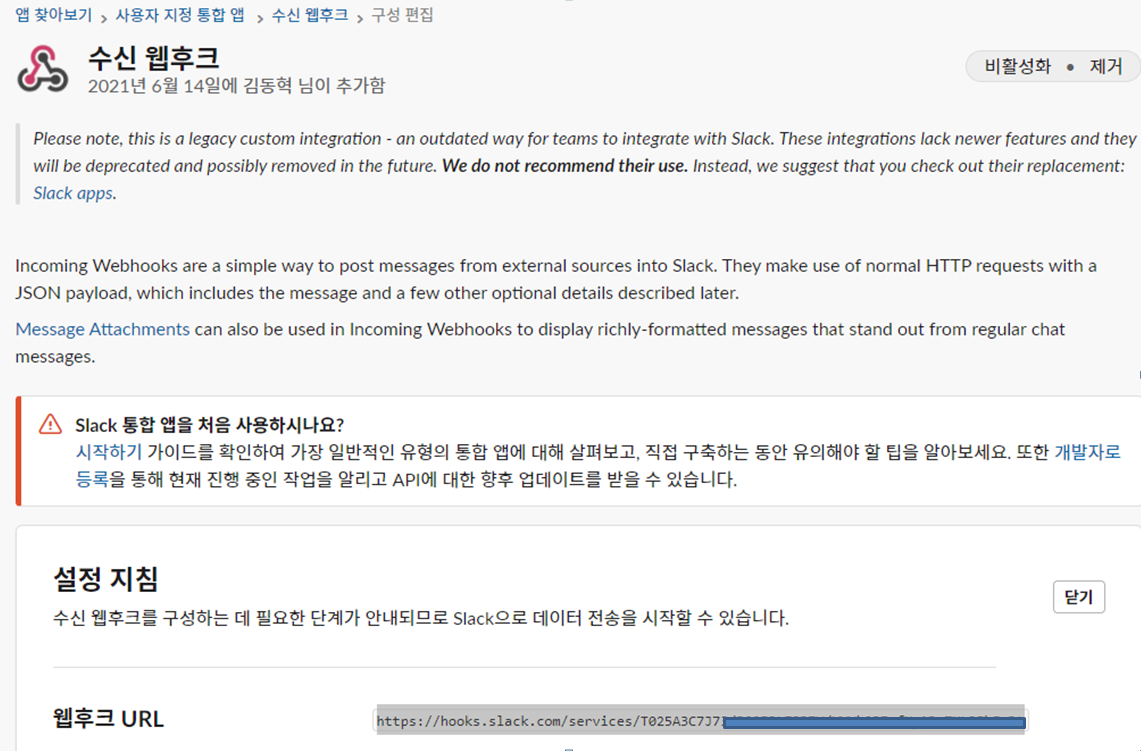 앱 찾아보기 > 사용자 지정 통합 앱 > 수신 웹후크 > 구성 편집
수신 웹후크
2021년 6월 14일에 김동혁 님이 추가함
비활성화 • 제거
Please note, this is a legacy custom integration - an outdated way for teams to integrate with Slack. These integrations lack newer features and they
will be deprecated and possibly removed in the future. We do not recommend their use. Instead, we suggest that you check out their replacement:
Slack apps.
Incoming Webhooks are a simple way to post messages from external sources into Slack. They make use of normal HTTP requests with a
JSON payload, which includes the message and a few other optional details described later.
Message Attachments can also be used in Incoming Webhooks to display richly-formatted messages that stand out from regular chat
messages.
Slack 통합 앱을 처음 사용하시나요?
시작하기 가이드를 확인하여 가장 일반적인 유형의 통합 앱에 대해 살펴보고, 직접 구축하는 동안 유의해야 할 팁을 알아보세요. 또한 개발자로
등록을 통해 현재 진행 중인 작업을 알리고 API에 대한 향후 업데이트를 받을 수 있습니다.
설정 지침
닫기
수신 웹후크를 구성하는 데 필요한 단계가 안내되므로 Slack으로 데이터 전송을 시작할 수 있습니다.
웹후크 URL
https://hooks.slack.com/services/T025A3C7J7